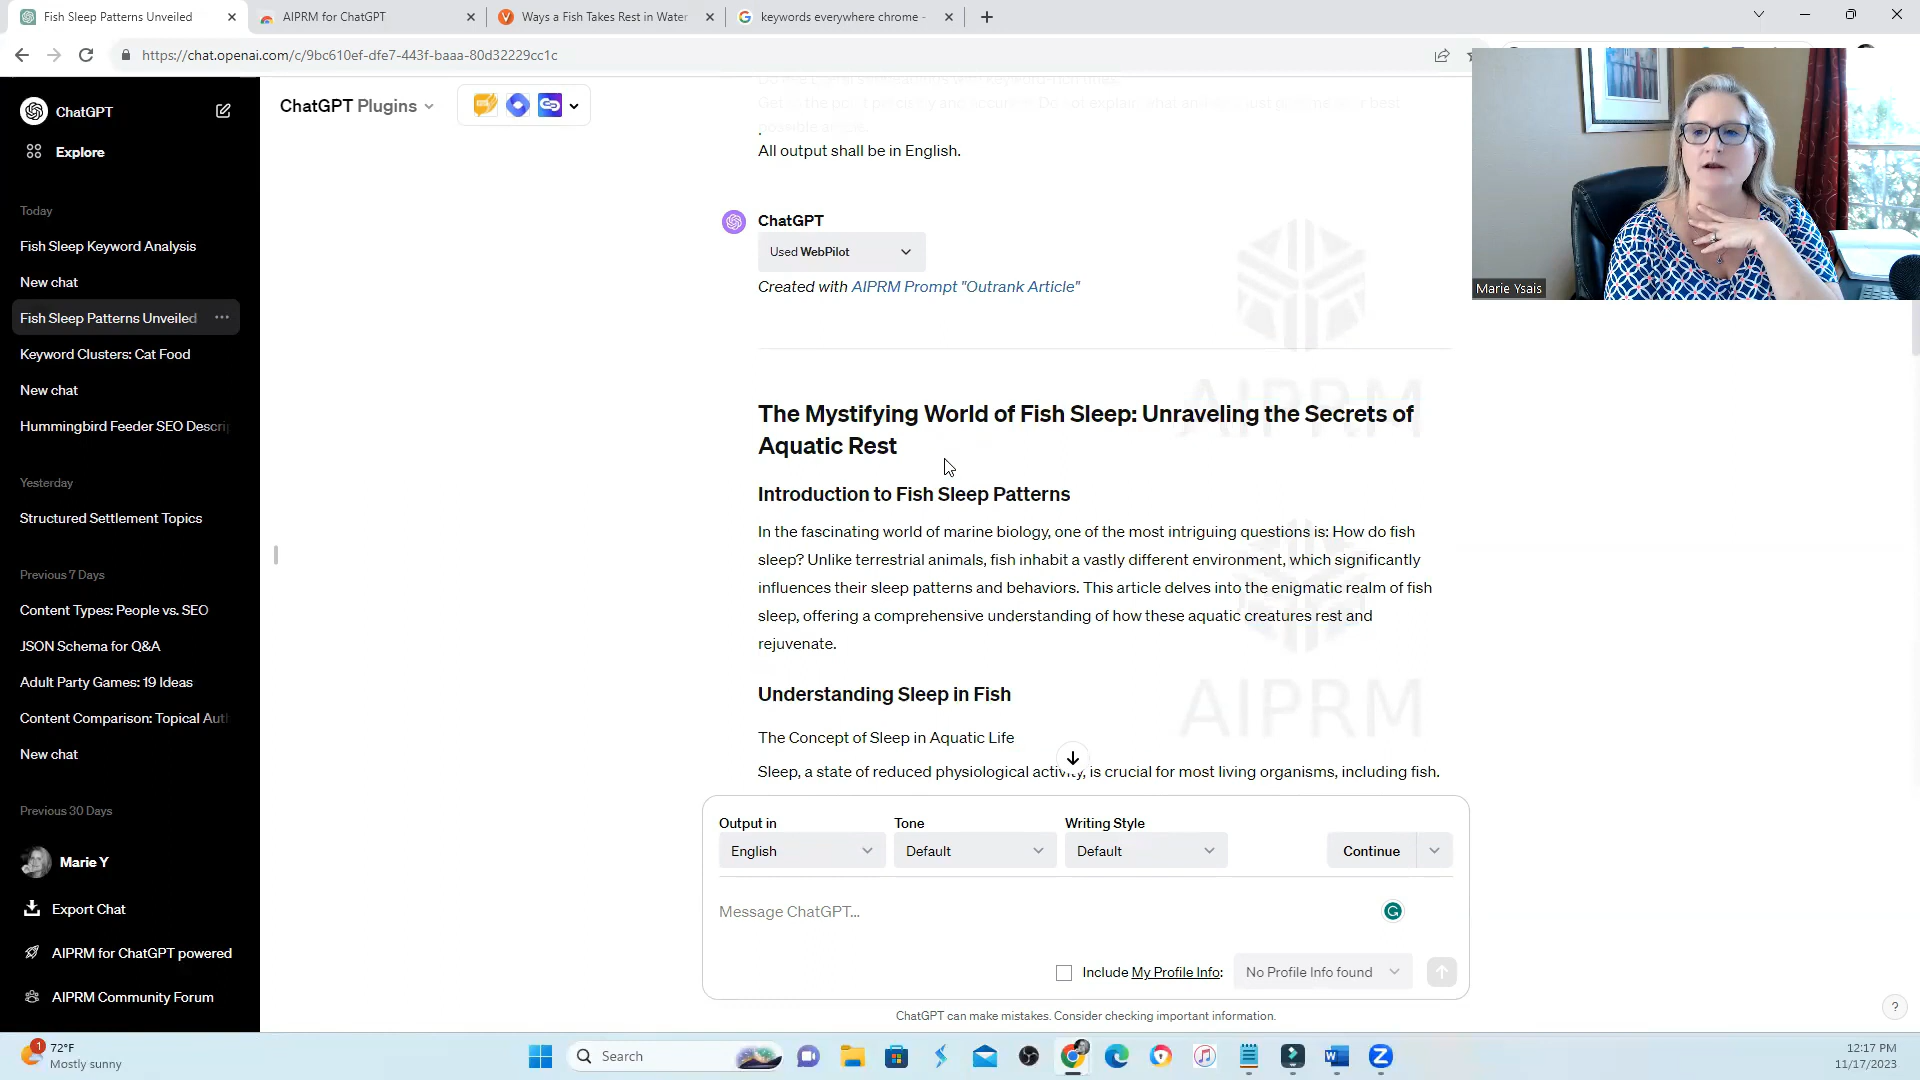 Fish Sleep Patterns Unveiled
AIPRM for ChatGPT
Ways a Fish Takes Rest in Water
keywords everywhere chrome -
https://chat.openai.com/c/9bc610ef-dfe7-443f-baaa-80d32229cc1c
ChatGPT
Explore
Today
Fish Sleep Keyword Analysis
New chat
Fish Sleep Patterns Unveiled
Keyword Clusters: Cat Food
New chat
Hummingbird Feeder SEO Descri
Yesterday
Structured Settlement Topics
Previous 7 Days
Content Types: People vs. SEO
JSON Schema for Q&A
Adult Party Games: 19 Ideas
Content Comparison: Topical Aut
New chat
Previous 30 Days
Marie Y
Export Chat
AIPRM for ChatGPT powered
AIPRM Community Forum
ChatGPT Plugins
possible article.
.
All output shall be in English.
ChatGPT
Used WebPilot
Created with AIPRM Prompt "Outrank Article"
AIPRM
The Mystifying World of Fish Sleep: Unraveling the Secrets of
Aquatic Rest
Introduction to Fish Sleep Patterns
In the fascinating world of marine biology, one of the most intriguing questions is: How do fish
sleep? Unlike terrestrial animals, fish inhabit a vastly different environment, which significantly
influences their sleep patterns and behaviors. This article delves into the enigmatic realm of fish
sleep, offering a comprehensive understanding of how these aquatic creatures rest and
rejuvenate.
Understanding Sleep in Fish
AIPRM
The Concept of Sleep in Aquatic Life
Sleep, a state of reduced physiological activity, is crucial for most living organisms, including fish.
Output in
Tone
Writing Style
English
Default
Default
Continue
Message ChatGPT...
Include My Profile Info:
No Profile Info found
ChatGPT can make mistakes. Consider checking important information.
?
Marie Ysais
1
72°F
Mostly sunny
Search
12:17 PM
11/17/2023